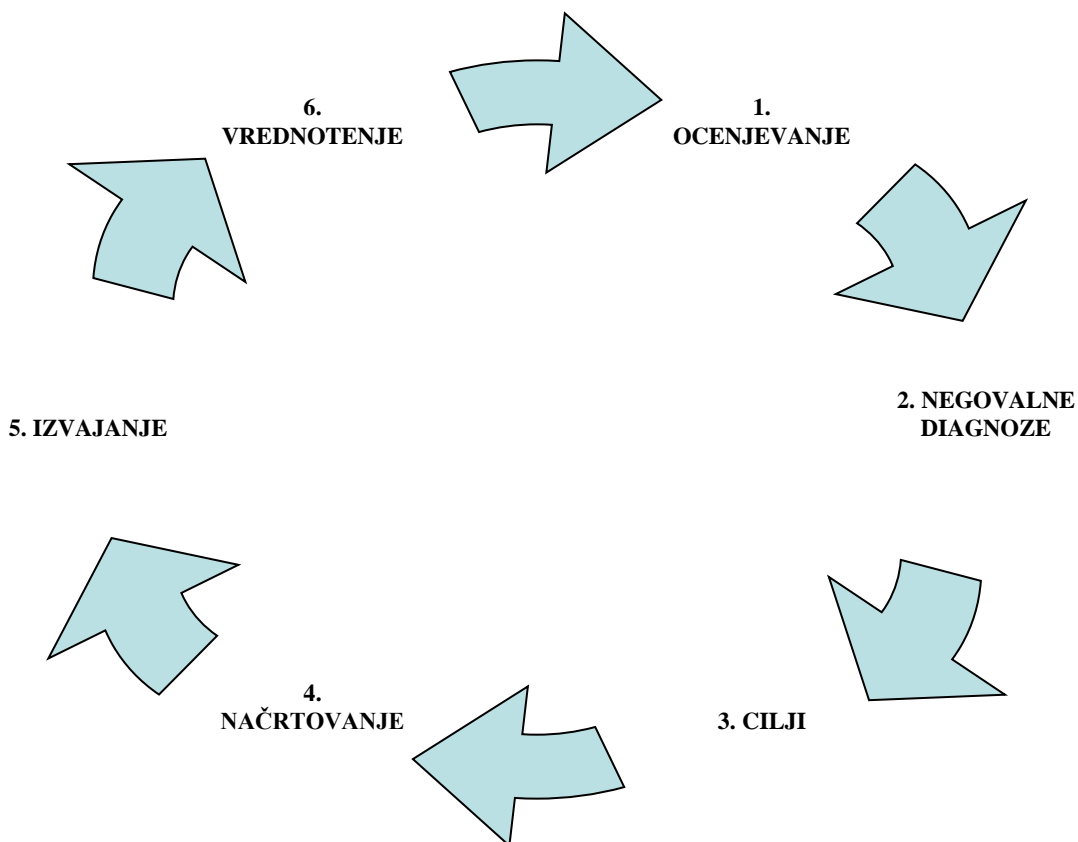 6.
VREDNOTENJE
1.
OCENJEVANJE
2. NEGOVALNE
DIAGNOZE
5. IZVAJANJE
4.
NAČRTOVANJE
3. CILJI